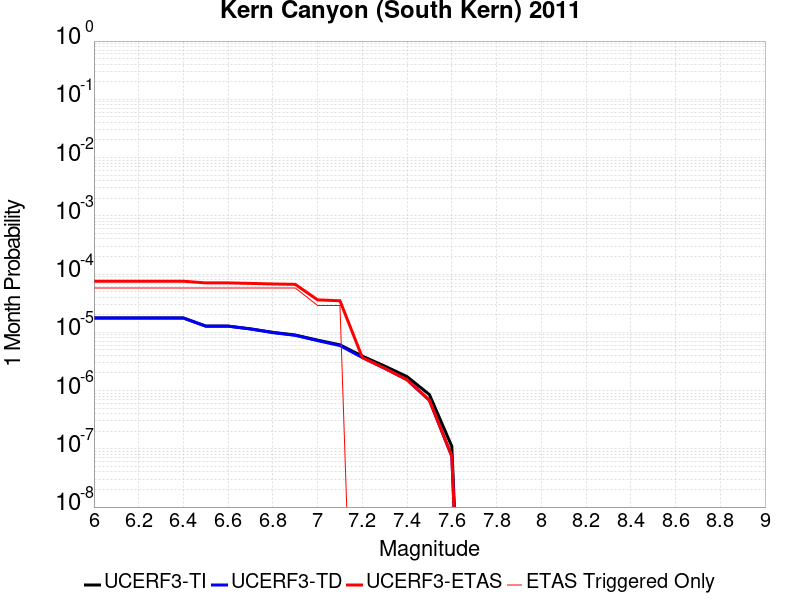 Kern Canyon (South Kern) 2011
10^0
10^-1
10^-2
10^-3
10^-4
10^-5
10^-6
10^-7
10^-8
1 Month Probability
6 6.2 6.4 6.6 6.8 7 7.2 7.4 7.6 7.8 8 8.2 8.4 8.6 8.8 9
Magnitude
UCERF3-TI UCERF3-TD UCERF3-ETAS ETAS Triggered Only